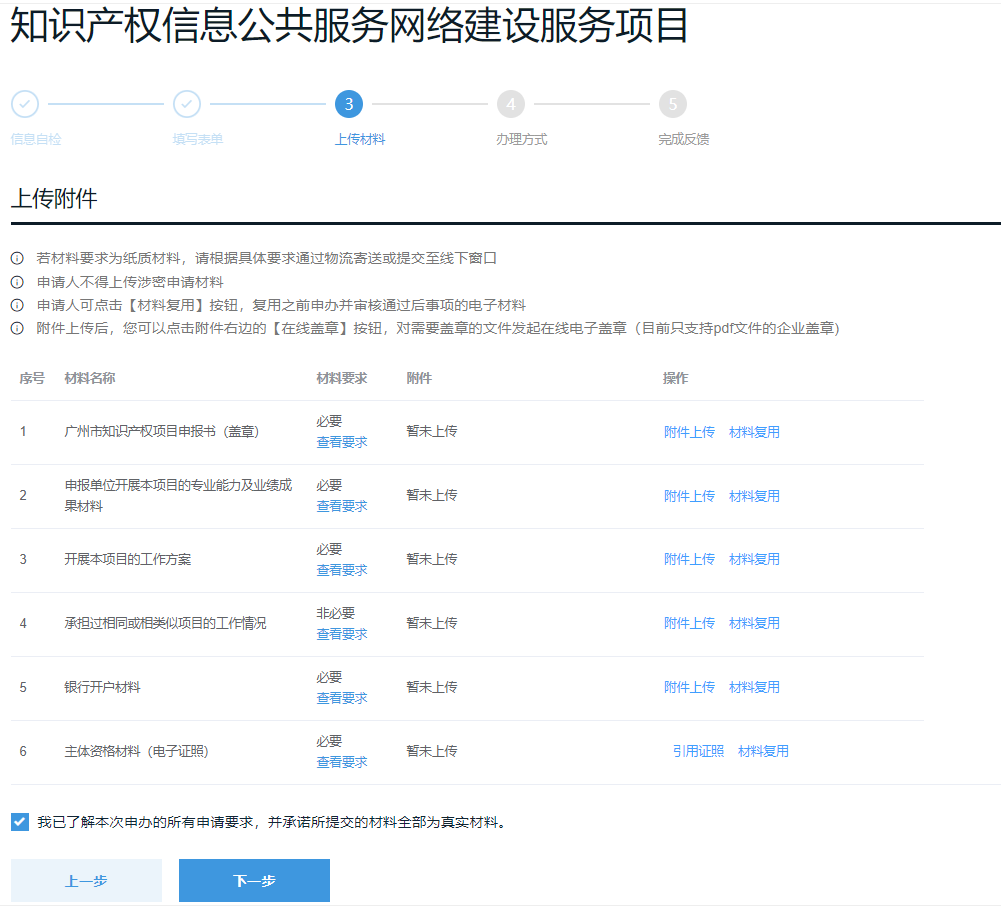 知识产权信息公共服务网络建设服务项目
3 4 5
信息自检 填写表单 上传材料 办理方式 完成反馈
上传附件
若材料要求为纸质材料，请根据具体要求通过物流寄送或提交至线下窗口
申请人不得上传涉密申请材料
申请人可点击【材料复用】按钮，复用之前申办并审核通过后事项的电子材料
附件上传后，您可以点击附件右边的【在线盖章】按钮，对需要盖章的文件发起在线电子盖章（目前只支持pdf文件的企业盖章）
序号 材料名称 材料要求 附件 操作
1 广州市知识产权项目申报书（盖章） 必要 暂未上传 附件上传 材料复用
查看要求
2 申报单位开展本项目的专业能力及业绩成 必要 暂未上传 附件上传 材料复用
果材料 查看要求
3 开展本项目的工作方案 必要 暂未上传 附件上传 材料复用
查看要求
4 承担过相同或相类似项目的工作情况 非必要 暂未上传 附件上传 材料复用
查看要求
5 银行开户材料 必要 暂未上传 附件上传 材料复用
查看要求
6 主体资格材料（电子证照） 必要 暂未上传 引用证照 材料复用
查看要求
我已了解本次申办的所有申请要求，并承诺所提交的材料全部为真实材料。
上一步 下一步